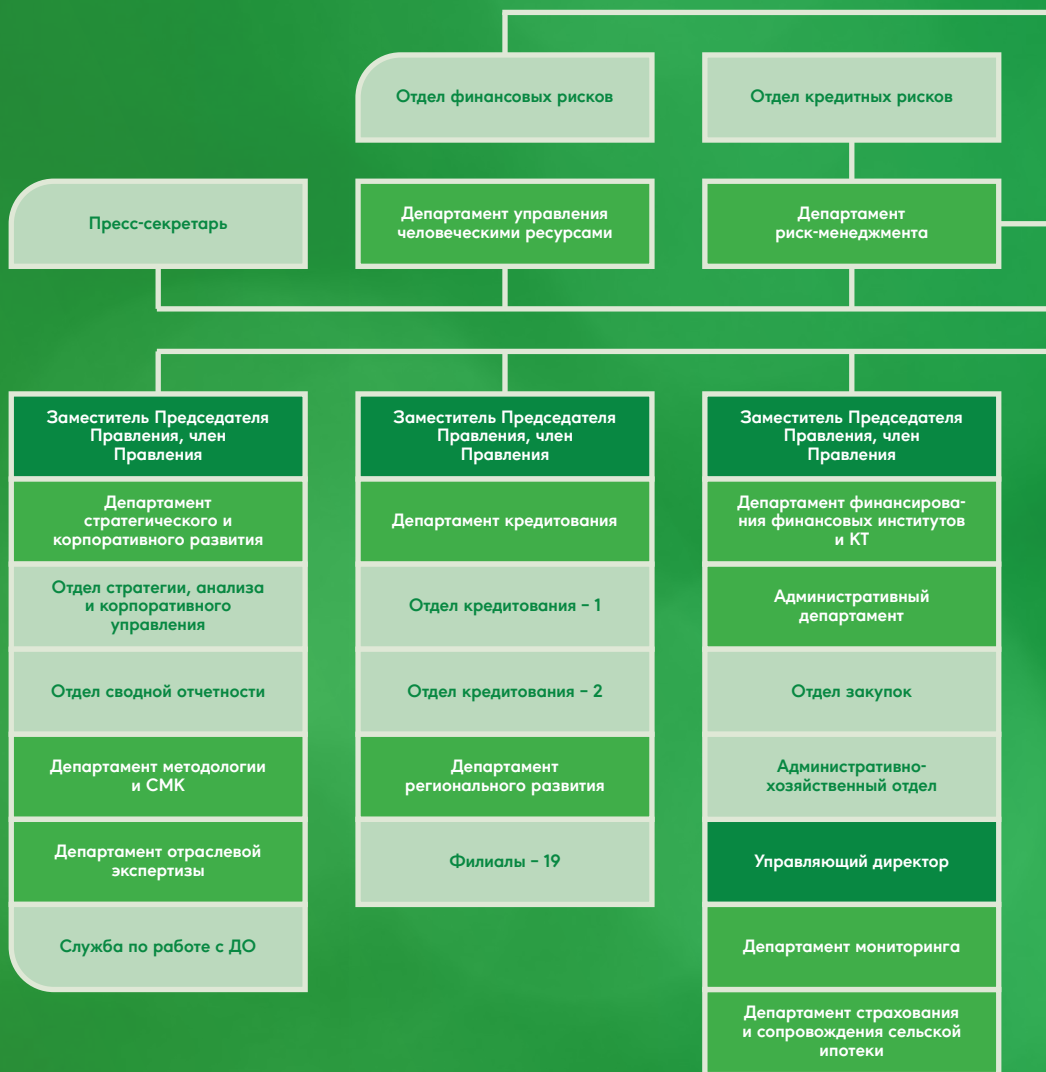 Отдел финансовых рисков
Отдел кредитных рисков
Пресс-секретарь
Департамент управления
человеческими ресурсами
Департамент
риск-менеджмента
Заместитель Председателя
Правления, член
Правления
Департамент
стратегического и
корпоративного развития
Отдел стратегии, анализа
и корпоративного
управления
Отдел сводной отчетности
Департамент методологии
и СМК
Департамент отраслевой
экспертизы
Служба по работе с ДО
Заместитель Председателя
Правления, член
Правления
Департамент кредитования
Отдел кредитования – 1
Отдел кредитования – 2
Департамент
регионального развития
Филиалы – 19
Заместитель Председателя
Правления, член
Правления
Департамент финансирова-
ния финансовых институтов
и КТ
Административный
департамент
Отдел закупок
Административно-
хозяйственный отдел
Управляющий директор
Департамент мониторинга
Департамент страхования
и сопровождения сельской
ипотеки